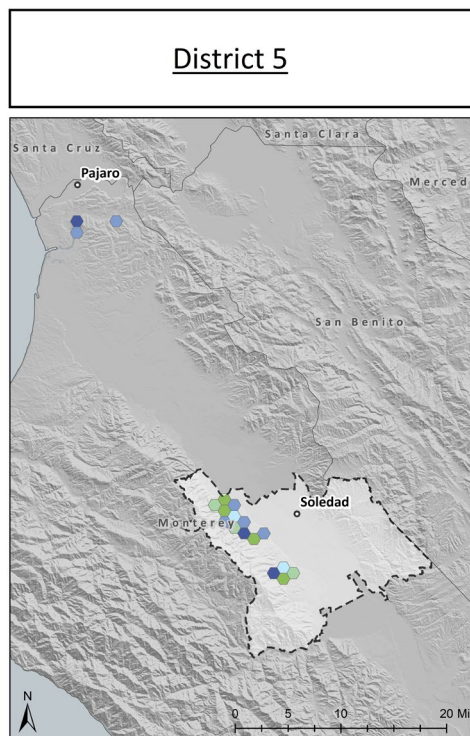 District 5
Santa Clara
Santa Cruz
Pajaro
Merced
San Benito
Soledad
Monterey
N
0 5 10 20 Mi